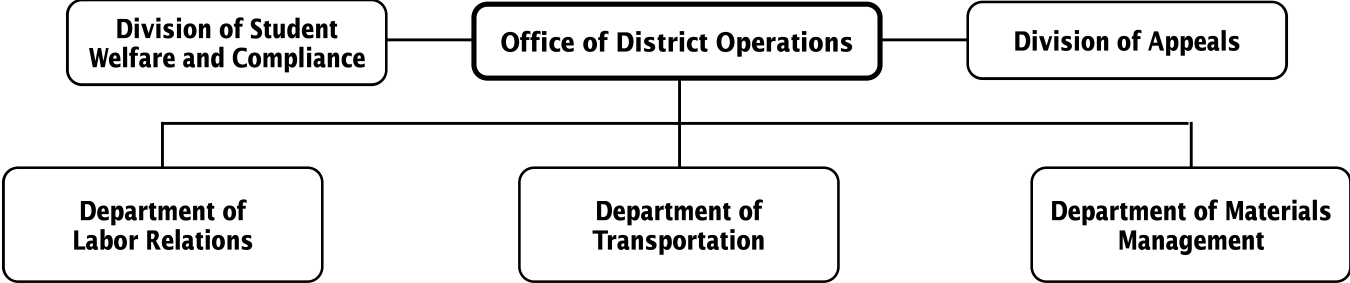 Division of Student
Welfare and Compliance
Office of District Operations
Division of Appeals
Department of
Labor Relations
Department of
Transportation
Department of Materials
Management